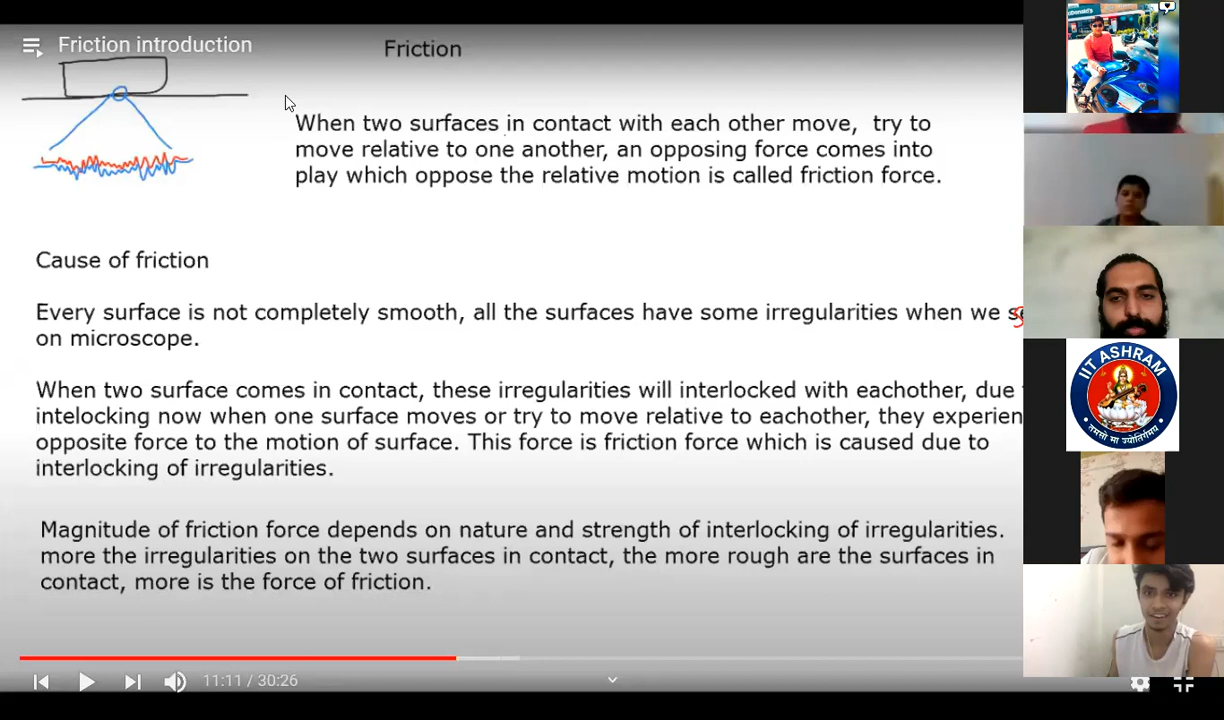 Friction introduction
Friction
When two surfaces in contact with each other move, try to
move relative to one another, an opposing force comes into
play which oppose the relative motion is called friction force.
Cause of friction
Every surface is not completely smooth, all the surfaces have some irregularities when we
on microscope.
When two surface comes in contact, these irregularities will interlocked with eachother, due
intelocking now when one surface moves or try to move relative to eachother, they experien
opposite force to the motion of surface. This force is friction force which is caused due to
interlocking of irregularities.
Magnitude of friction force depends on nature and strength of interlocking of irregularities.
more the irregularities on the two surfaces in contact, the more rough are the surfaces in
contact, more is the force of friction.
11:11 / 30:26
McDonald's
IIT ASHRAM
तमसो मा ज्योतिर्गमय